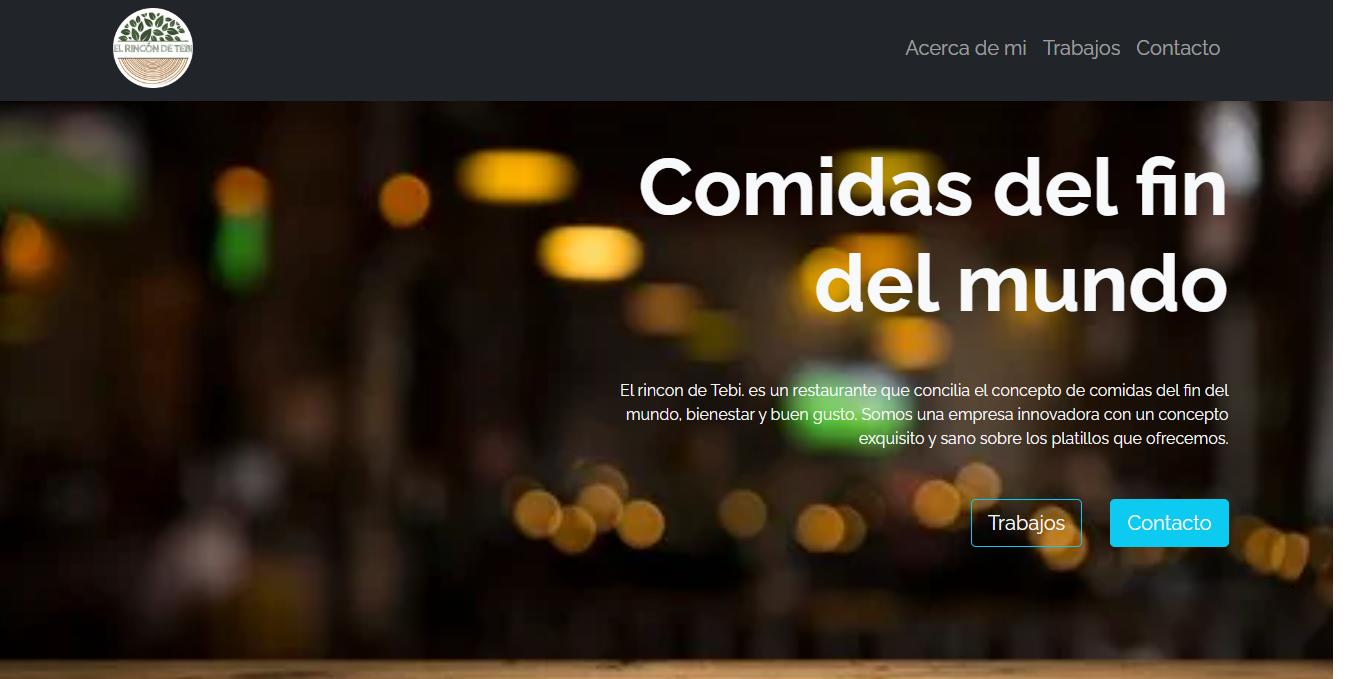 EL RINCÓN DE TEBI
Acerca de mi Trabajos Contacto
Comidas del fin
del mundo
El rincon de Tebi. es un restaurante que concilia el concepto de comidas del fin del
mundo, bienestar y buen gusto. Somos una empresa innovadora con un concepto
exquisito y sano sobre los platillos que ofrecemos.
Trabajos Contacto